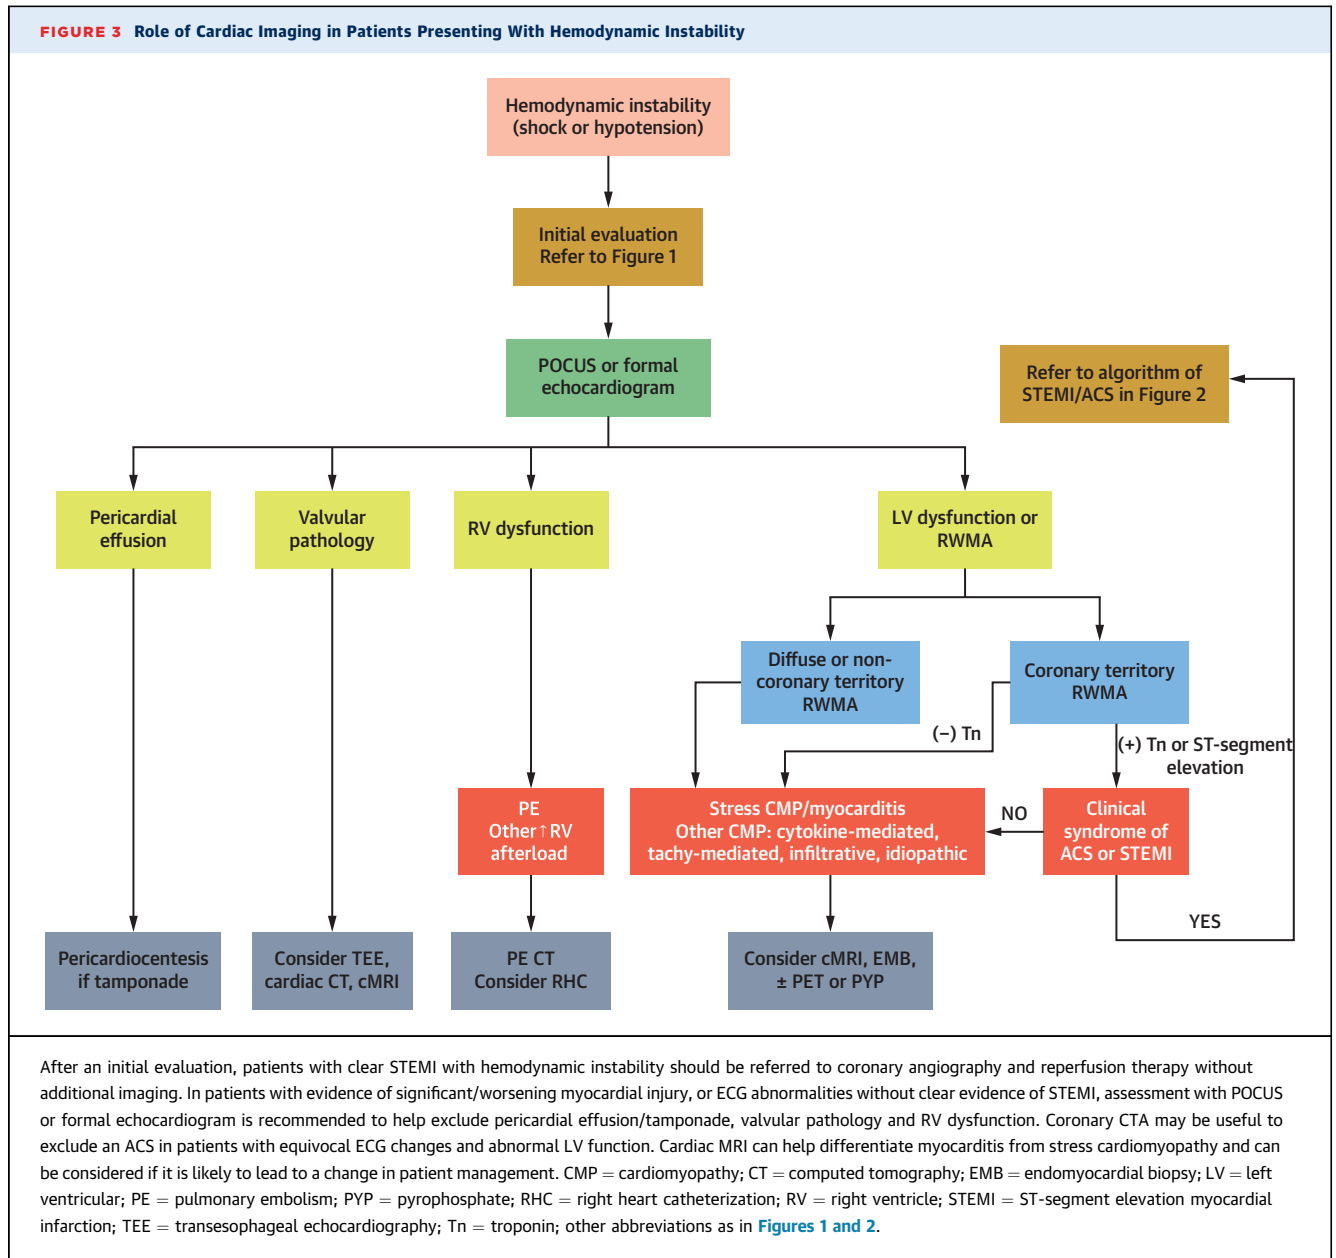 FIGURE 3 Role of Cardiac Imaging in Patients Presenting With Hemodynamic Instability
Hemodynamic instability
(shock or hypotension)
Initial evaluation
Refer to Figure 1
POCUS or formal
echocardiogram
Refer to algorithm of
STEMI/ACS in Figure 2
Pericardial
effusion
Valvular
pathology
RV dysfunction
LV dysfunction or
RWMA
Diffuse or non-
coronary territory
RWMA
Coronary territory
RWMA
(−) Tn
(+) Tn or ST-segment
elevation
PE
Other ↑ RV
afterload
Stress CMP/myocarditis
Other CMP: cytokine-mediated,
tachy-mediated, infiltrative, idiopathic
NO
Clinical
syndrome of
ACS or STEMI
YES
Pericardiocentesis
if tamponade
Consider TEE,
cardiac CT, cMRI
PE CT
Consider RHC
Consider cMRI, EMB,
± PET or PYP
After an initial evaluation, patients with clear STEMI with hemodynamic instability should be referred to coronary angiography and reperfusion therapy without
additional imaging. In patients with evidence of significant/worsening myocardial injury, or ECG abnormalities without clear evidence of STEMI, assessment with POCUS
or formal echocardiogram is recommended to help exclude pericardial effusion/tamponade, valvular pathology and RV dysfunction. Coronary CTA may be useful to
exclude an ACS in patients with equivocal ECG changes and abnormal LV function. Cardiac MRI can help differentiate myocarditis from stress cardiomyopathy and can
be considered if it is likely to lead to a change in patient management. CMP = cardiomyopathy; CT = computed tomography; EMB = endomyocardial biopsy; LV = left
ventricular; PE = pulmonary embolism; PYP = pyrophosphate; RHC = right heart catheterization; RV = right ventricle; STEMI = ST-segment elevation myocardial
infarction; TEE = transesophageal echocardiography; Tn = troponin; other abbreviations as in Figures 1 and 2.